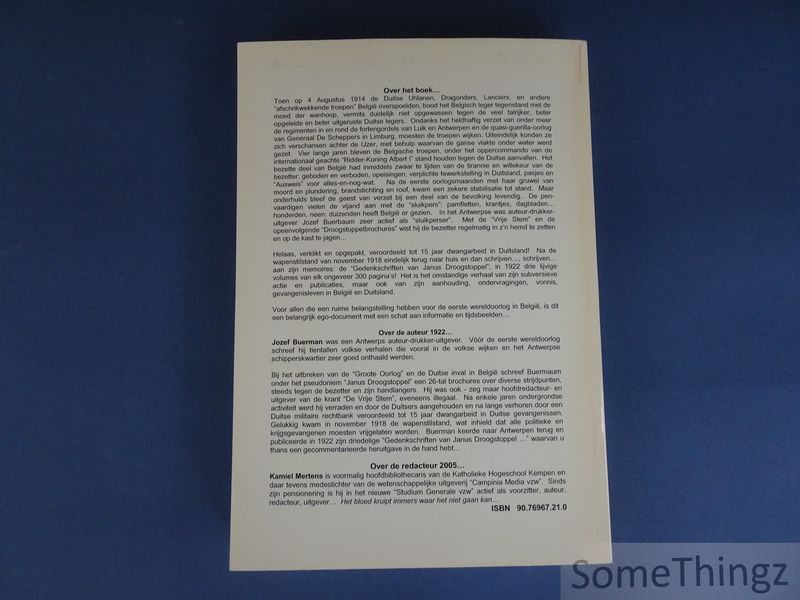 Over het boek…
Toen op 4 Augustus 1914 de Duitse Uhlanen, Dragonders, Lanciers, en andere
"afschrikwekkende troepen" België overspoelden, bood het Belgisch leger tegenstand met de
moed der wanhoop, vermits duidelijk niet opgewassen tegen de veel talrijker, beter
opgeleide en beter uitgeruste Duitse legers. Ondanks het heldhaftig verzet van onder meer
de regimenten in en rond de fortengordels van Luik en Antwerpen en de quasi-guerilla-oorlog
van Generaal De Scheppers in Limburg, moesten de troepen wijken. Uiteindelijk konden ze
zich verschansen achter de IJzer, met behulp waarvan de ganse vlakte onder water werd
gezet. Vier lange jaren bleven de Belgische troepen, onder het oppercommando van de
internationaal geachte "Ridder-Koning Albert I" stand houden tegen de Duitse aanvallen. Het
bezette deel van België had inmiddels zwaar te lijden van de tirannie en willekeur van de
bezetter: geboden en verboden, opeisingen, verplichte tewerkstelling in Duitsland, pasjes en
"Ausweis" voor alles-en-nog-wat. Na de eerste oorlogsmaanden met haar gruwel van
moord en plundering, brandstichting en roof, kwam een zekere stabilisatie tot stand. Maar
onderhuids bleef de geest van verzet bij een deel van de bevolking levendig. De pen-
vaardigen vielen de vijand aan met de "sluikpers": pamfletten, krantjes, dagbladen…
honderden, neen: duizenden heeft België er gezien. In het Antwerpse was auteur-drukker-
uitgever Jozef Buerbaum zeer actief als "sluikperser". Met de "Vrije Stem" en de
opeenvolgende "Droogstoppelbrochures" wist hij de bezetter regelmatig in z'n hemd te zetten
en op de kast te jagen…
Helaas, verklikt en opgepakt, veroordeeld tot 15 jaar dwangarbeid in Duitsland! Na de
wapenstilstand van november 1918 eindelijk terug naar huis en dan schrijven…, schrijven…
aan zijn memoires: de "Gedenkschriften van Janus Droogstoppel"; in 1922 drie lijvige
volumes van elk ongeveer 300 pagina's! Het is het omstandige verhaal van zijn subversieve
actie en publicaties, maar ook van zijn aanhouding, ondervragingen, vonnis,
gevangenisleven in België en Duitsland.
Voor allen die een ruime belangstelling hebben voor de eerste wereldoorlog in België, is dit
een belangrijk ego-document met een schat aan informatie en tijdsbeelden…
Over de auteur 1922…
Jozef Buerman was een Antwerps auteur-drukker-uitgever. Vóór de eerste wereldoorlog
schreef hij tientallen volkse verhalen die vooral in de volkse wijken en het Antwerpse
schipperskwartier zeer goed onthaald werden.
Bij het uitbreken van de "Groote Oorlog" en de Duitse inval in België schreef Buermaum
onder het pseudoniem "Janus Droogstoppel" een 26-tal brochures over diverse strijdpunten,
steeds tegen de bezetter en zijn handlangers. Hij was ook - zeg maar hoofdredacteur- en
uitgever van de krant "De Vrije Stem", eveneens illegaal. Na enkele jaren ondergrondse
activiteit werd hij verraden en door de Duitsers aangehouden en na lange verhoren door een
Duitse militaire rechtbank veroordeeld tot 15 jaar dwangarbeid in Duitse gevangenissen.
Gelukkig kwam in november 1918 de wapenstilstand, wat inhield dat alle politieke en
krijgsgevangenen moesten vrijgelaten worden. Buerman keerde naar Antwerpen terug en
publiceerde in 1922 zijn driedelige "Gedenkschriften van Janus Droogstoppel …" waarvan u
thans een gecommentarieerde heruitgave in de hand hebt…
Over de redacteur 2005…
Kamiel Mertens is voormalig hoofdbibliothecaris van de Katholieke Hogeschool Kempen en
daar tevens medestichter van de wetenschappelijke uitgeverij "Campinia Media vzw". Sinds
zijn pensionering is hij in het nieuwe "Studium Generale vzw" actief als voorzitter, auteur,
redacteur, uitgever… Het bloed kruipt immers waar het niet gaan kan…
ISBN 90.76967.21.0
SomeThingz